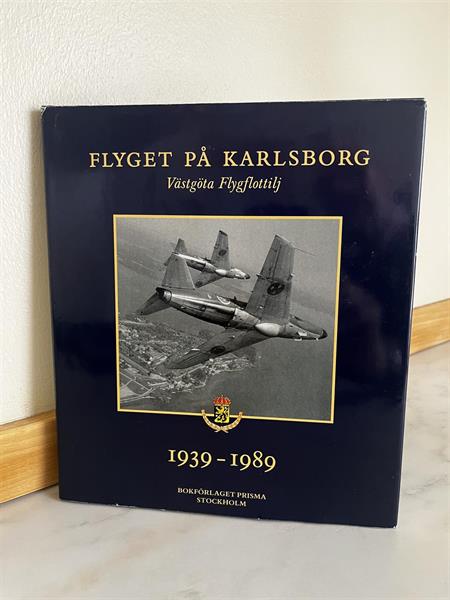 FLYGET PÅ KARLSBORG
Västgöta Flygflottilj
1939–1989
BOKFÖRLAGET PRISMA
STOCKHOLM